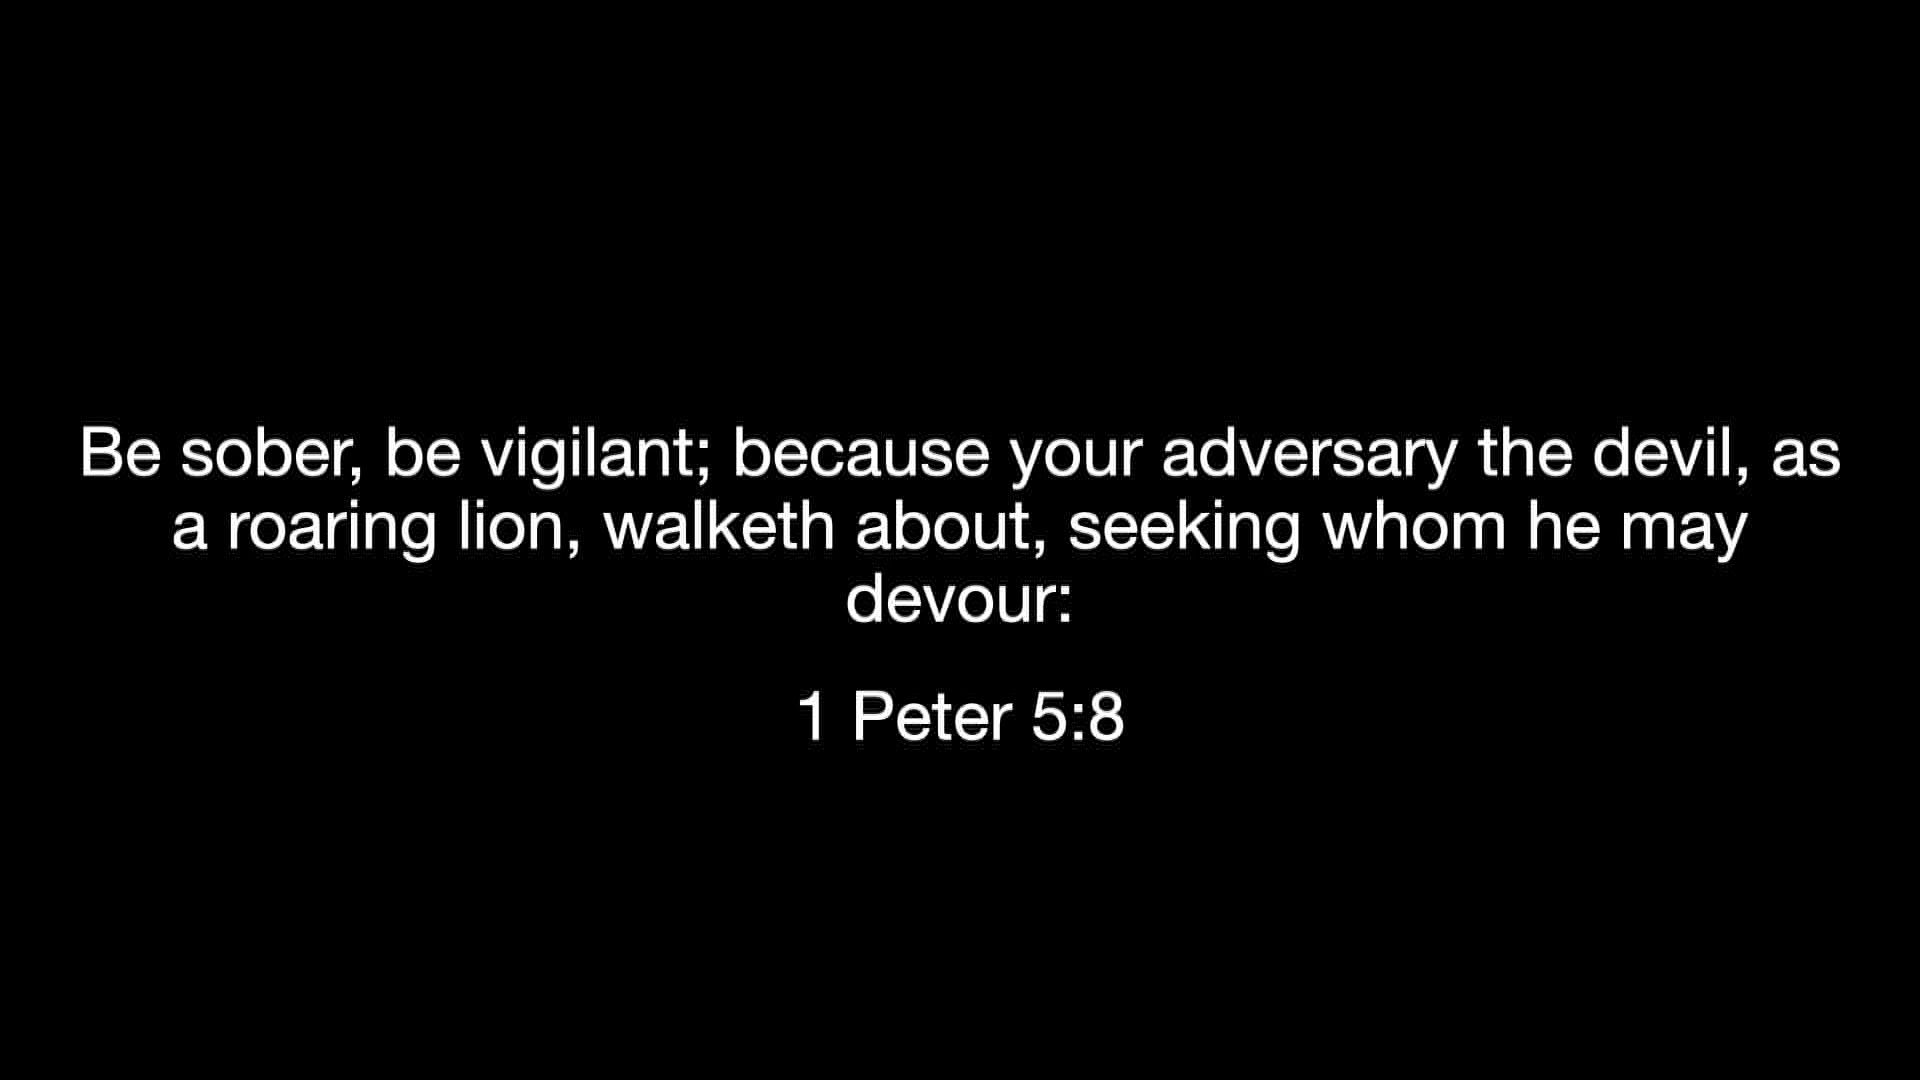 Be sober, be vigilant; because your adversary the devil, as
a roaring lion, walketh about, seeking whom he may
devour:
1 Peter 5:8